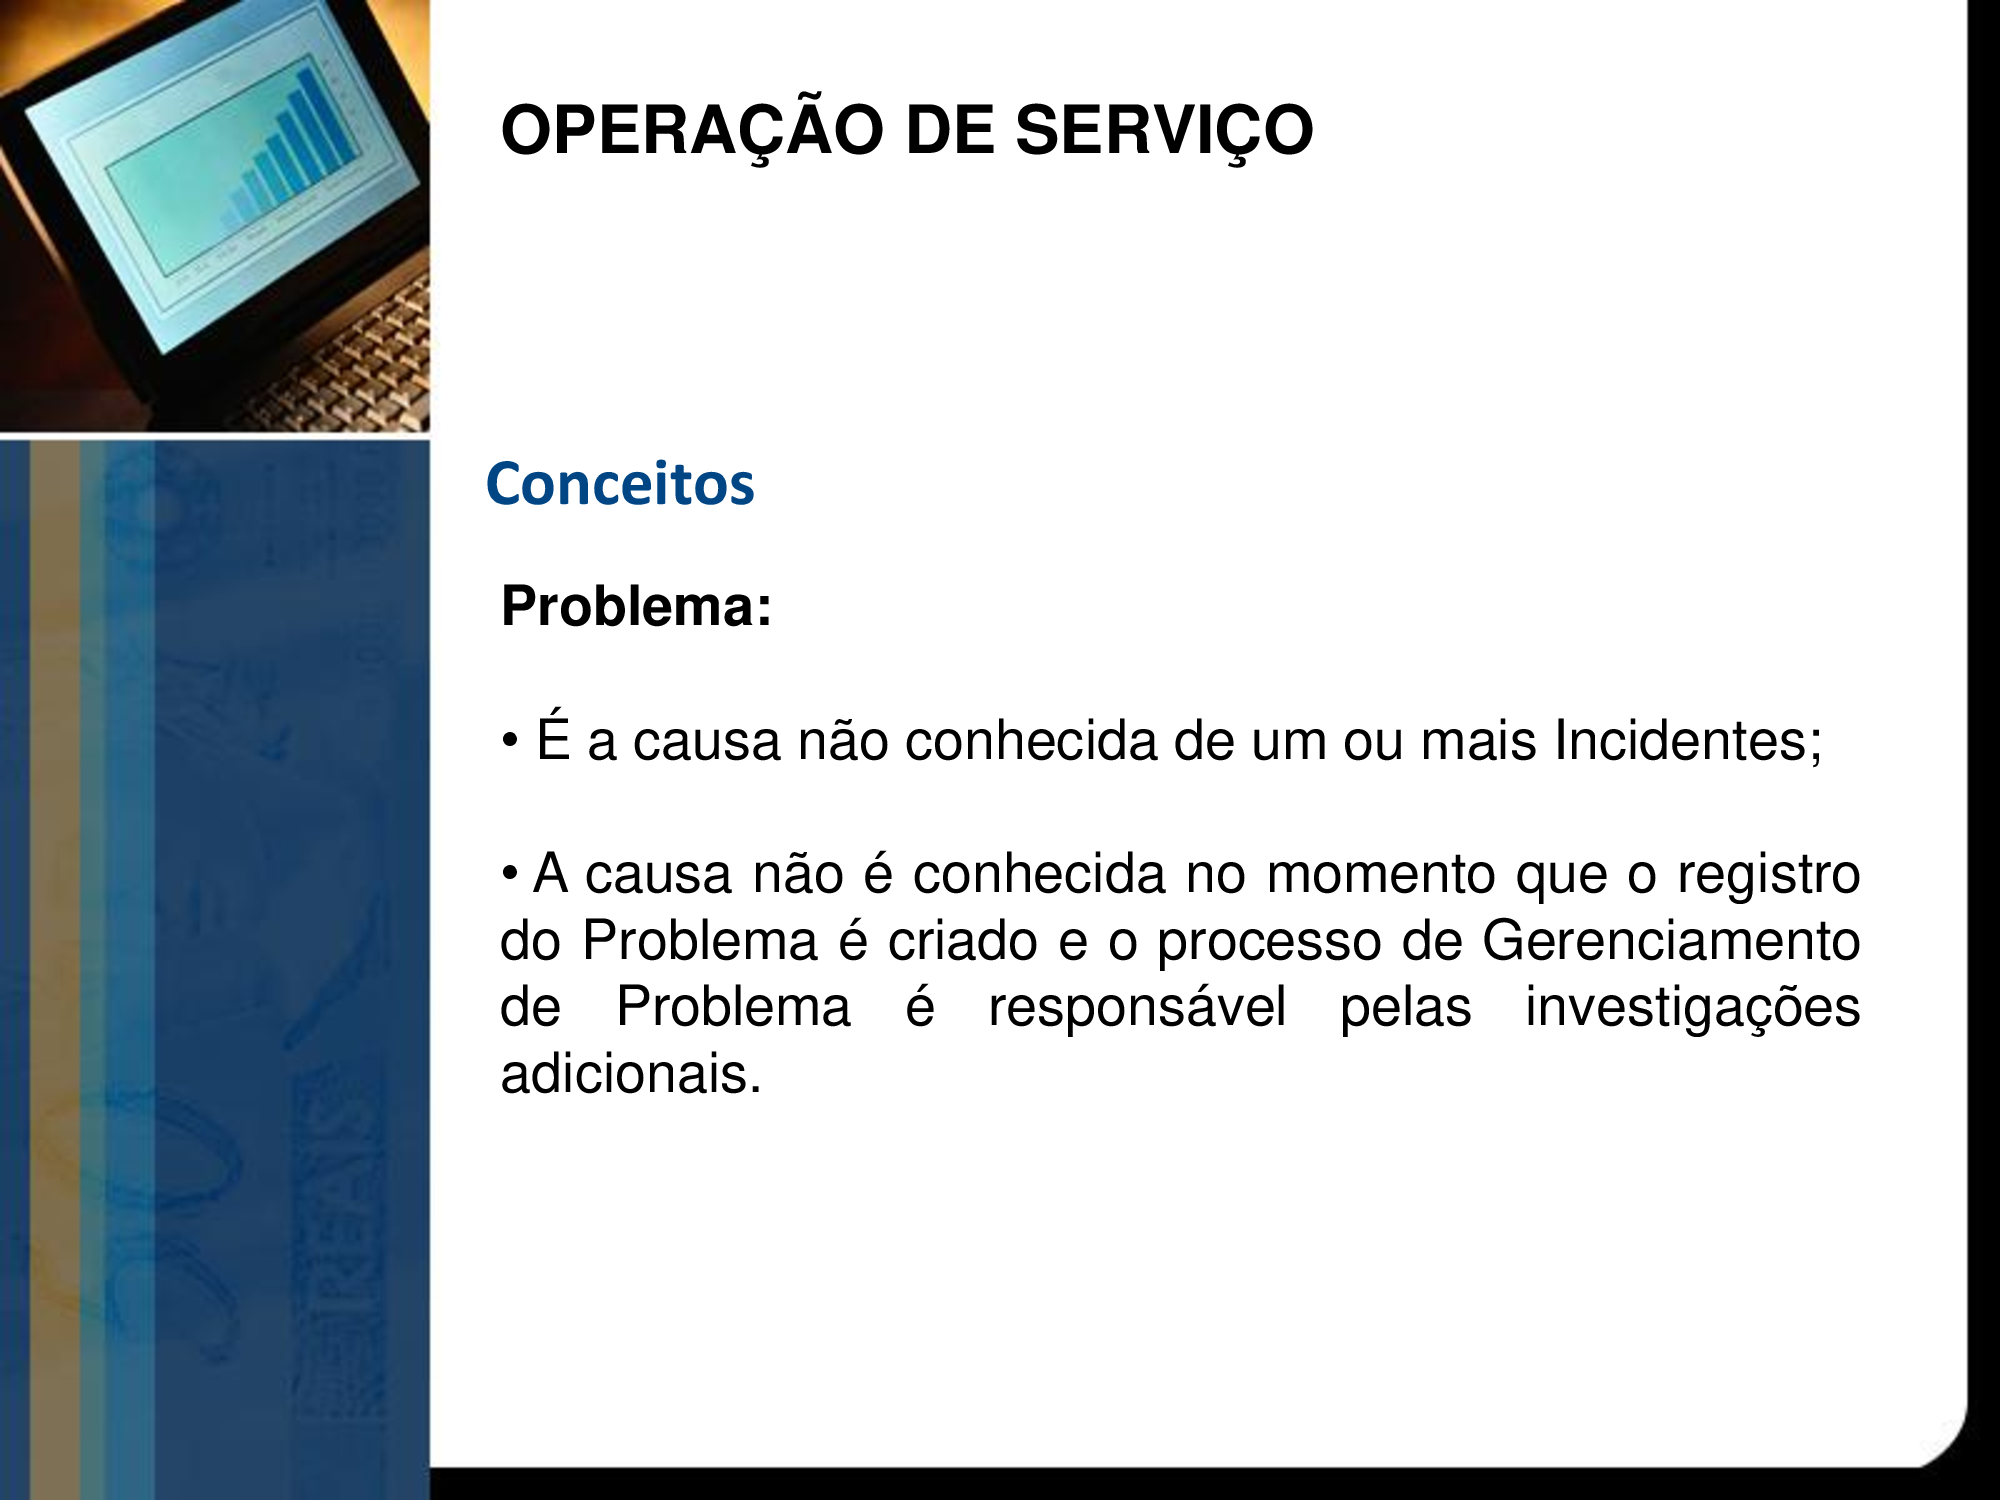 OPERAÇÃO DE SERVIÇO
Conceitos
Problema:
• É a causa não conhecida de um ou mais Incidentes;
• A causa não é conhecida no momento que o registro
do Problema é criado e o processo de Gerenciamento
de Problema é responsável pelas investigações
adicionais.
REAIS